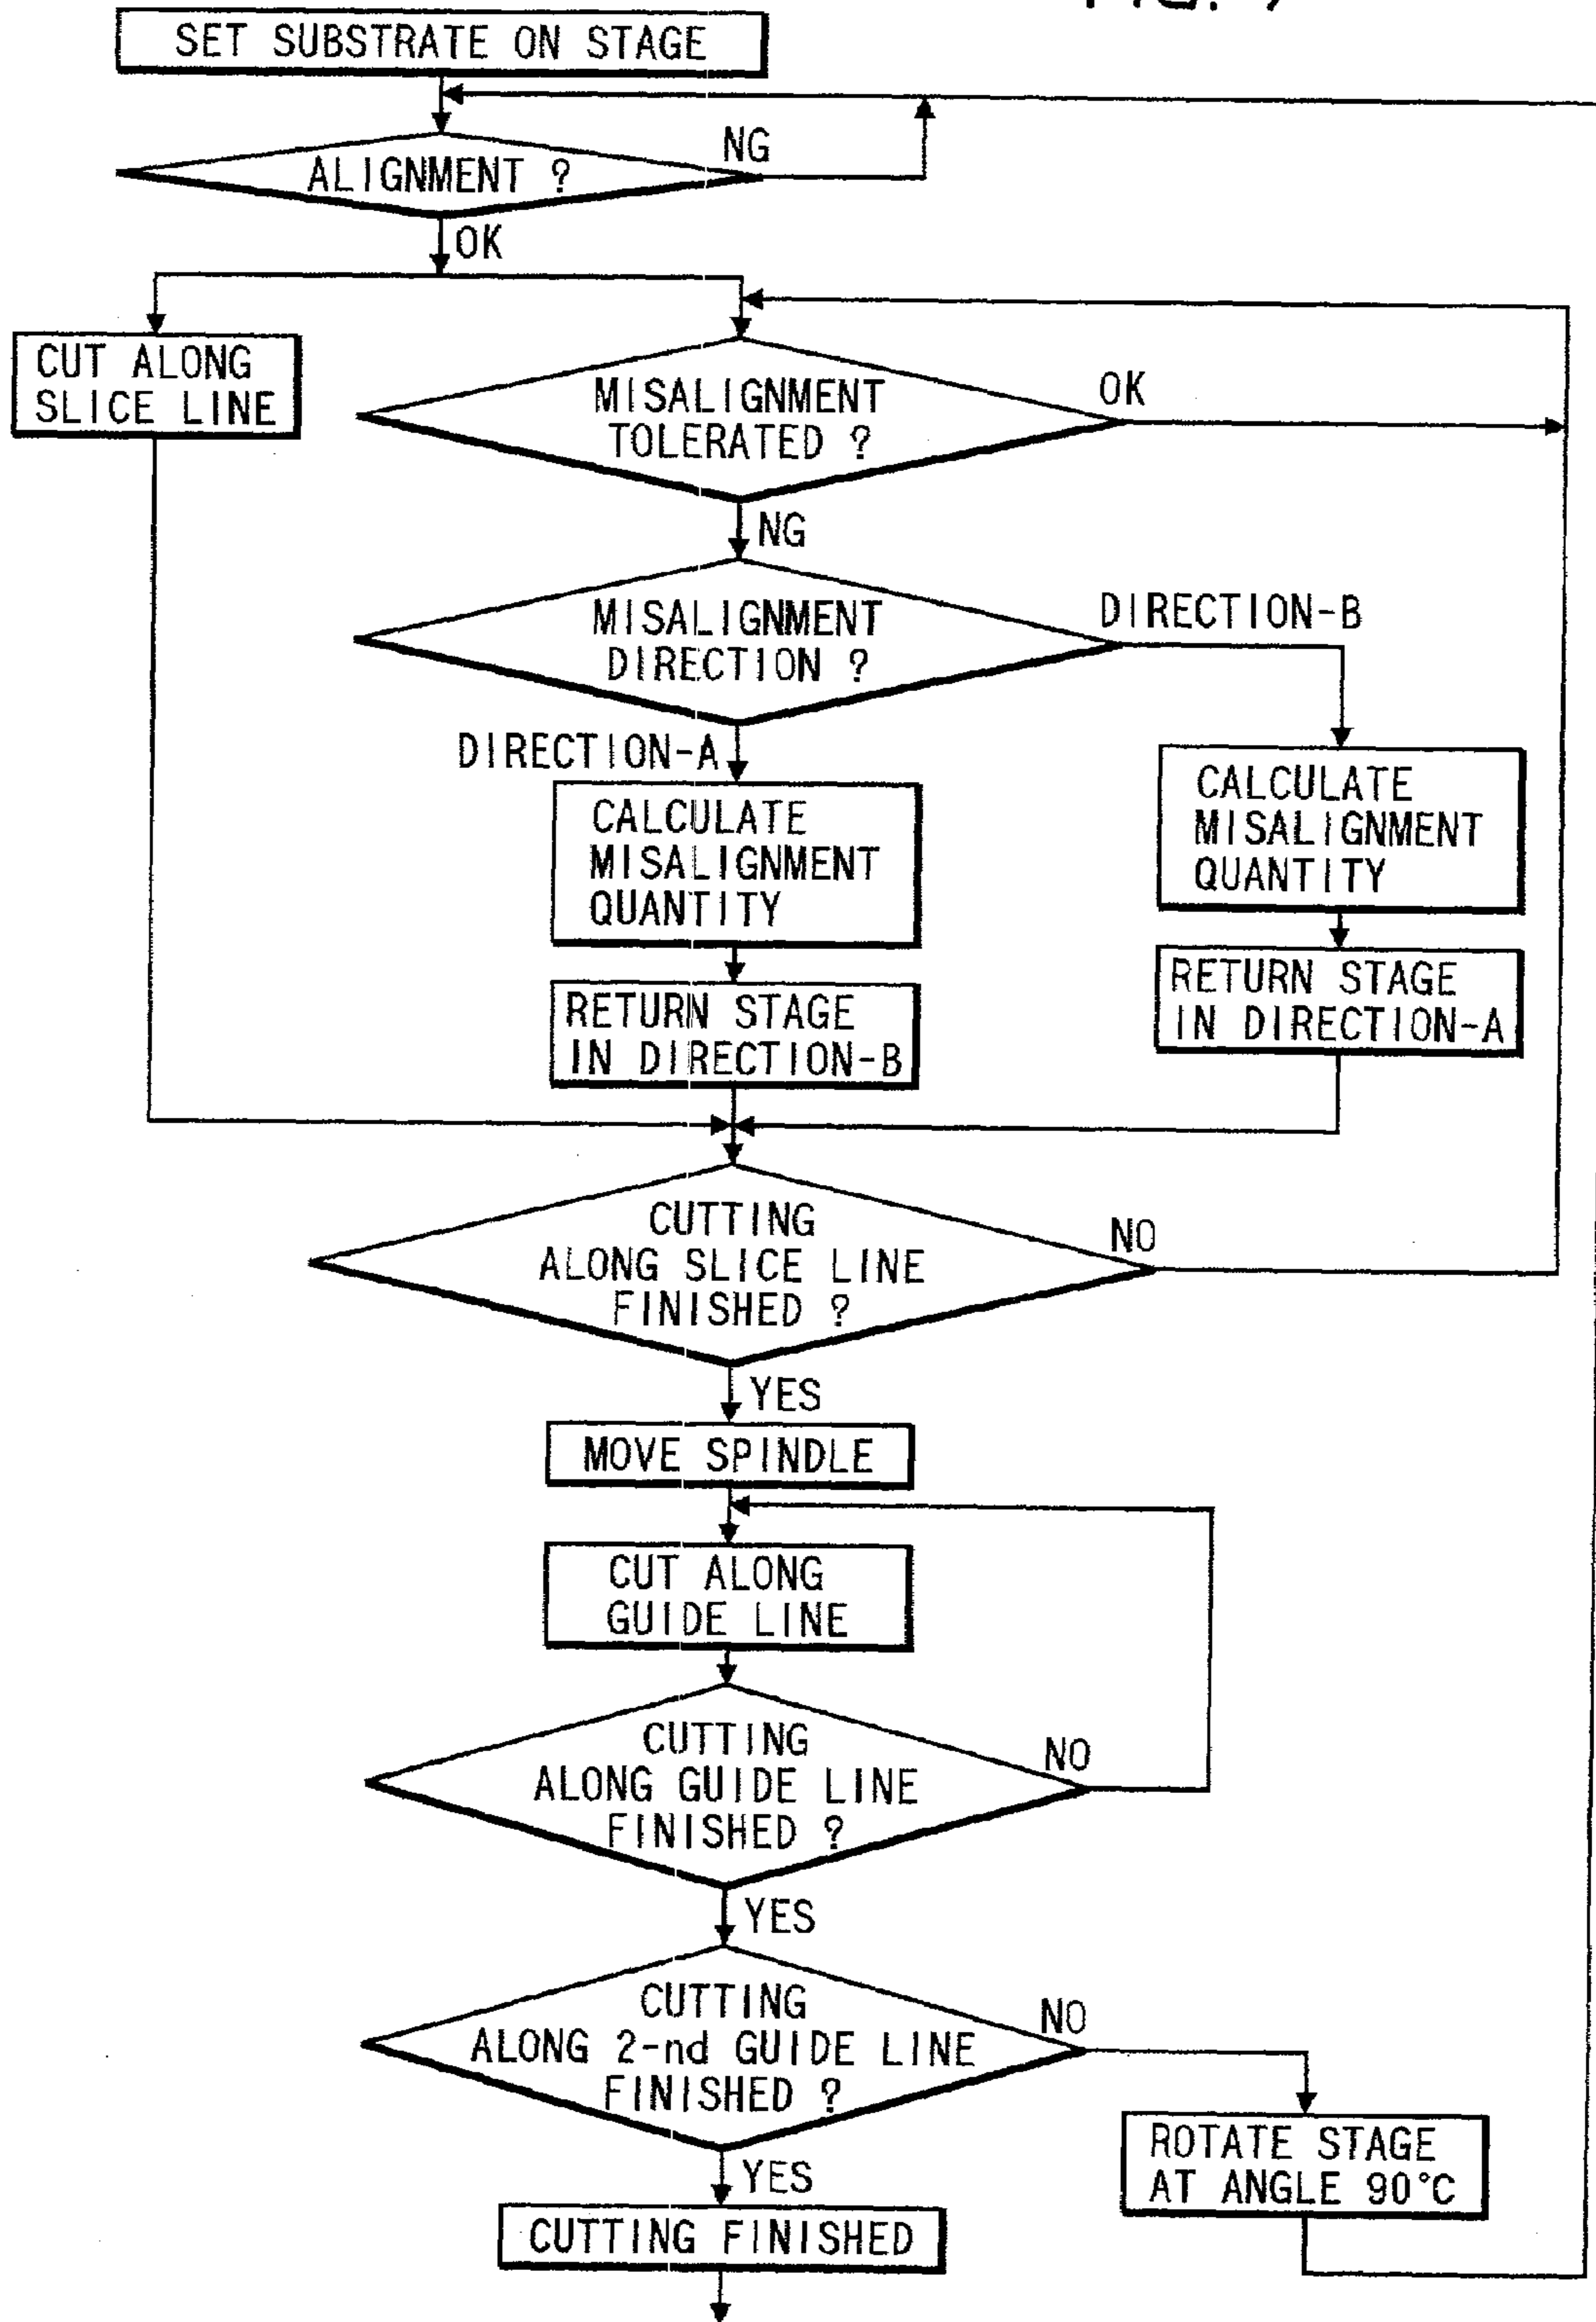 SET SUBSTRATE ON STAGE
ALIGNMENT ?
NG
OK
CUT ALONG
SLICE LINE
MISALIGNMENT
TOLERATED ?
OK
NG
MISALIGNMENT
DIRECTION ?
DIRECTION-B
DIRECTION-A
CALCULATE
MISALIGNMENT
QUANTITY
CALCULATE
MISALIGNMENT
QUANTITY
RETURN STAGE
IN DIRECTION-B
RETURN STAGE
IN DIRECTION-A
CUTTING
ALONG SLICE LINE
FINISHED ?
NO
YES
MOVE SPINDLE
CUT ALONG
GUIDE LINE
CUTTING
ALONG GUIDE LINE
FINISHED ?
NO
YES
CUTTING
ALONG 2-nd GUIDE LINE
FINISHED ?
NO
YES
ROTATE STAGE
AT ANGLE 90°C
CUTTING FINISHED